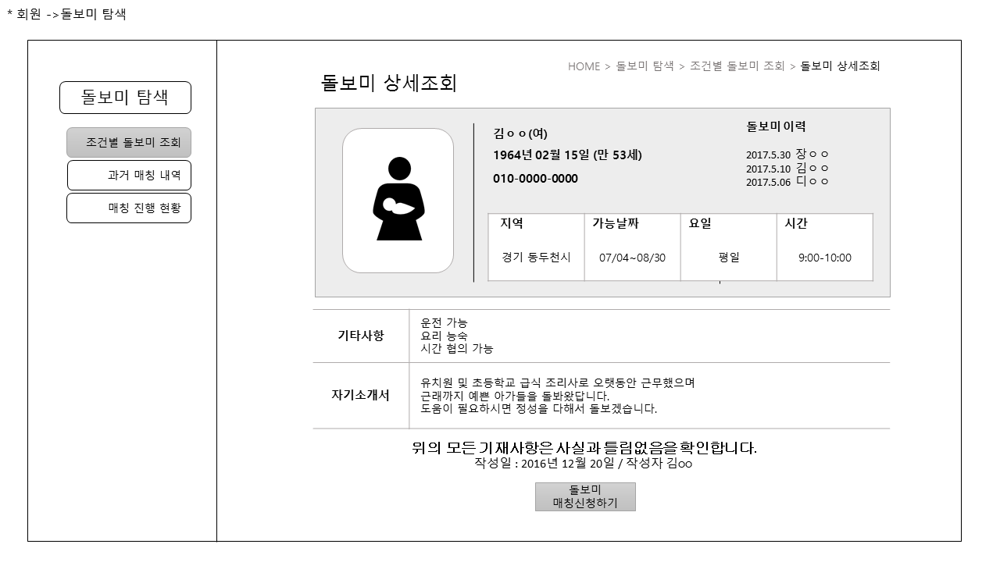 * 회원 ->돌보미 탐색
HOME > 돌보미 탐색 > 조건별 돌보미 조회 > 돌보미 상세조회
돌보미 탐색
조건별 돌보미 조회
과거 매칭 내역
매칭 진행 현황
돌보미 상세조회
김ㅇㅇ(여)
1964년 02월 15일 (만 53세)
010-0000-0000
돌보미 이력
2017.5.30 장ㅇㅇ
2017.5.10 김ㅇㅇ
2017.5.06 디ㅇㅇ
지역 가능날짜 요일 시간
경기 동두천시 07/04~08/30 평일 9:00-10:00
기타사항
운전 가능
요리 능숙
시간 협의 가능
자기소개서
유치원 및 초등학교 급식 조리사로 오랫동안 근무했으며
근래까지 예쁜 아가들을 돌봐왔답니다.
도움이 필요하시면 정성을 다해서 돌보겠습니다.
위의 모든 기재사항은 사실과 틀림없음을 확인합니다.
작성일 : 2016년 12월 20일 / 작성자 김oo
돌보미
매칭신청하기